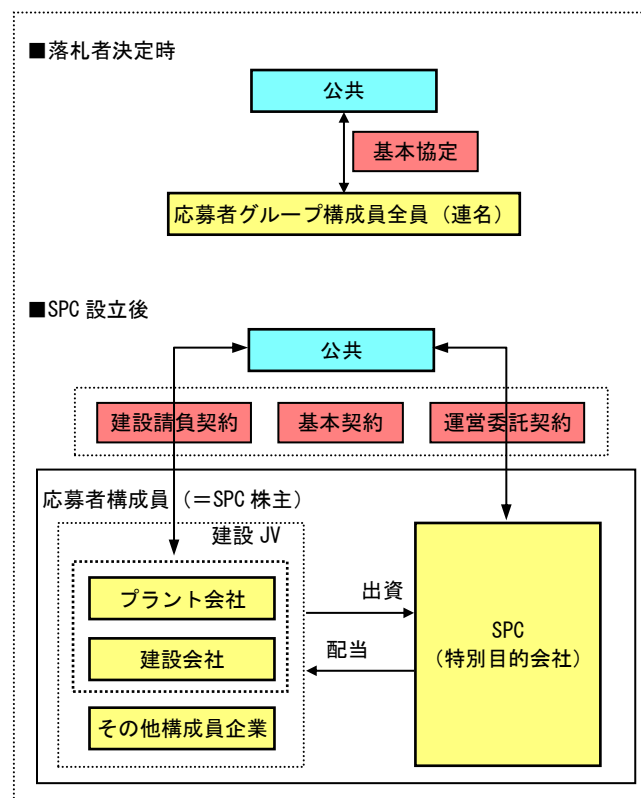 ■落札者決定時
公共
基本協定
応募者グループ構成員全員（連名）
■SPC 設立後
公共
建設請負契約
基本契約
運営委託契約
応募者構成員（＝SPC 株主）
建設 JV
プラント会社
建設会社
その他構成員企業
出資
配当
SPC
（特別目的会社）